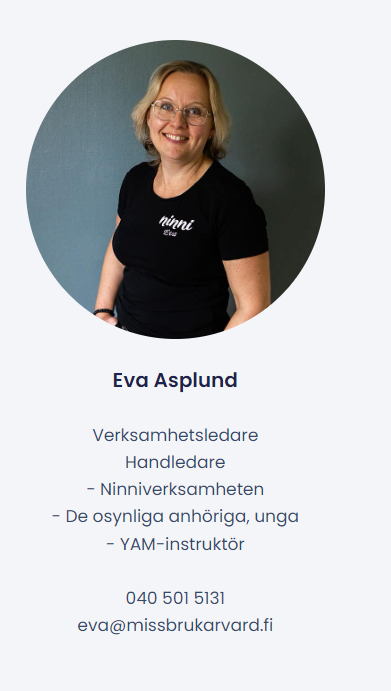 ninni
Eva
Eva Asplund
Verksamhetsledare
Handledare
- Ninniverksamheten
- De osynliga anhöriga, unga
- YAM-instruktör
040 501 5131
eva@missbrukarvard.fi